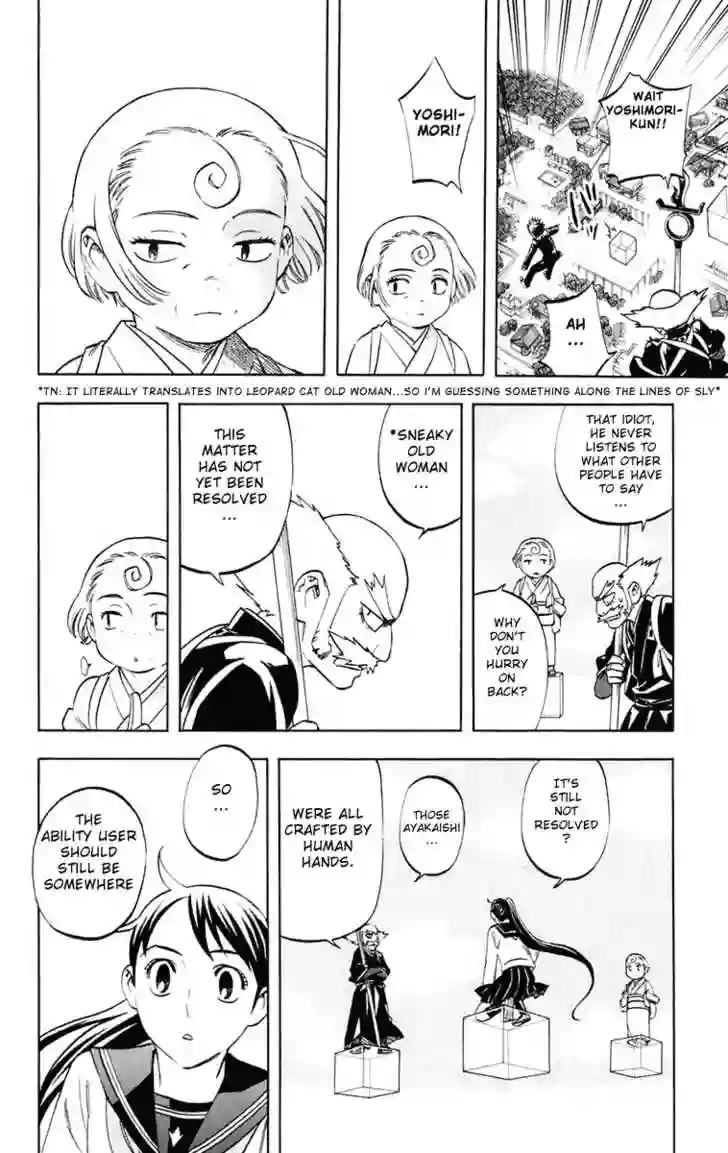 WAIT
YOSHIMORI-
KUN!!
AH
...
YOSHI-
MORI!
*TN: IT LITERALLY TRANSLATES INTO LEOPARD CAT OLD WOMAN...SO I'M GUESSING SOMETHING ALONG THE LINES OF SLY*
THAT IDIOT,
HE NEVER
LISTENS TO
WHAT OTHER
PEOPLE HAVE
TO SAY
...
WHY
DON'T
YOU
HURRY
ON
BACK?
*SNEAKY
OLD
WOMAN
...
THIS
MATTER
HAS NOT
YET BEEN
RESOLVED
...
IT'S
STILL
NOT
RESOLVED
?
THOSE
AYAKAISHI
...
WERE ALL
CRAFTED BY
HUMAN
HANDS.
SO
...
THE
ABILITY USER
SHOULD
STILL BE
SOMEWHERE